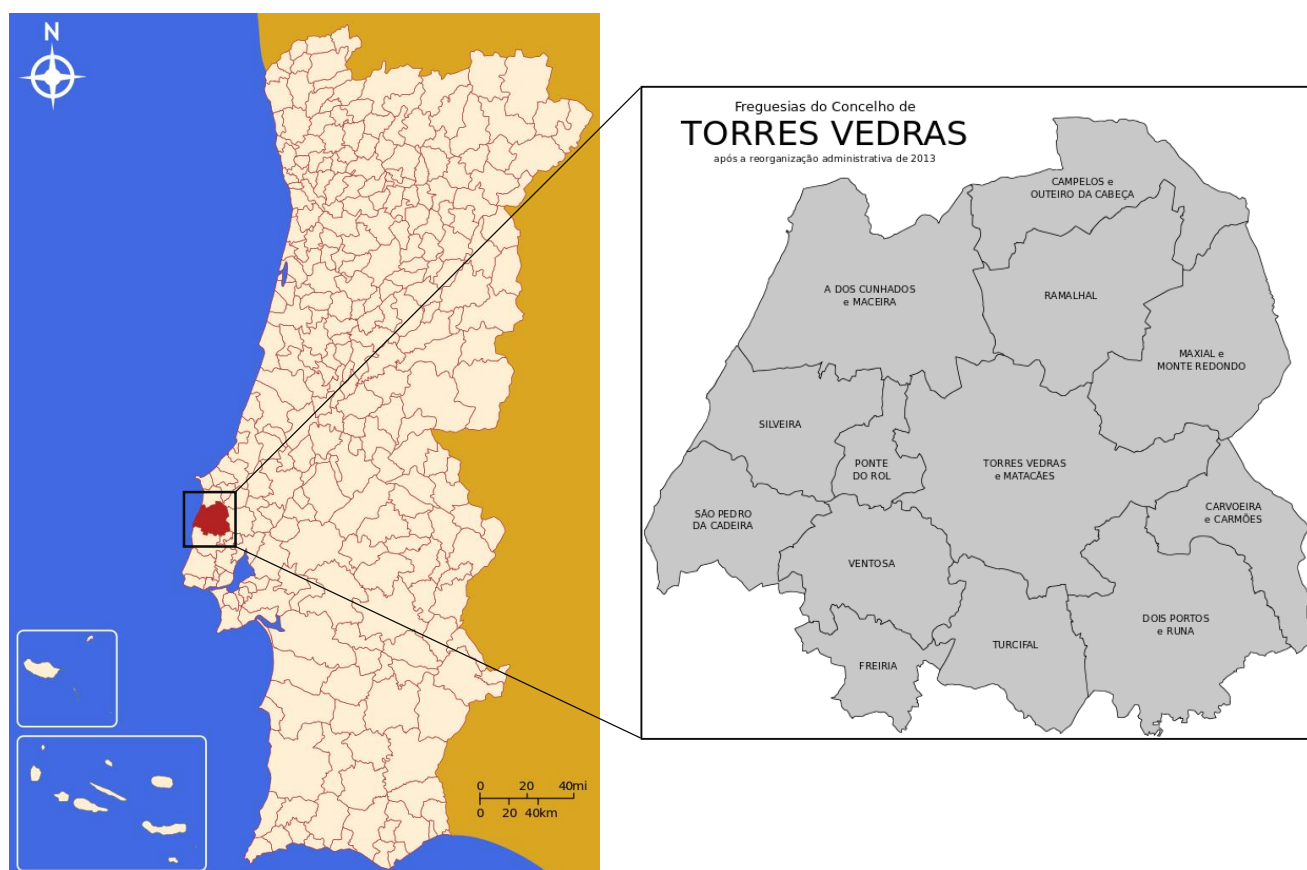 N
0 20 40mi
0 20 40km
Freguesias do Concelho de
TORRES VEDRAS
após a reorganização administrativa de 2013
CAMPELOS e
OUTEIRO DA CABEÇA
A DOS CUNHADOS
e MACEIRA
RAMALHAL
MAXIAL e
MONTE REDONDO
SILVEIRA
PONTE
DO ROL
TORRES VEDRAS
e MATACÃES
SÃO PEDRO
DA CADEIRA
CARVOEIRA
e CARMÕES
VENTOSA
DOIS PORTOS
e RUNA
TURCIFAL
FREIRIA